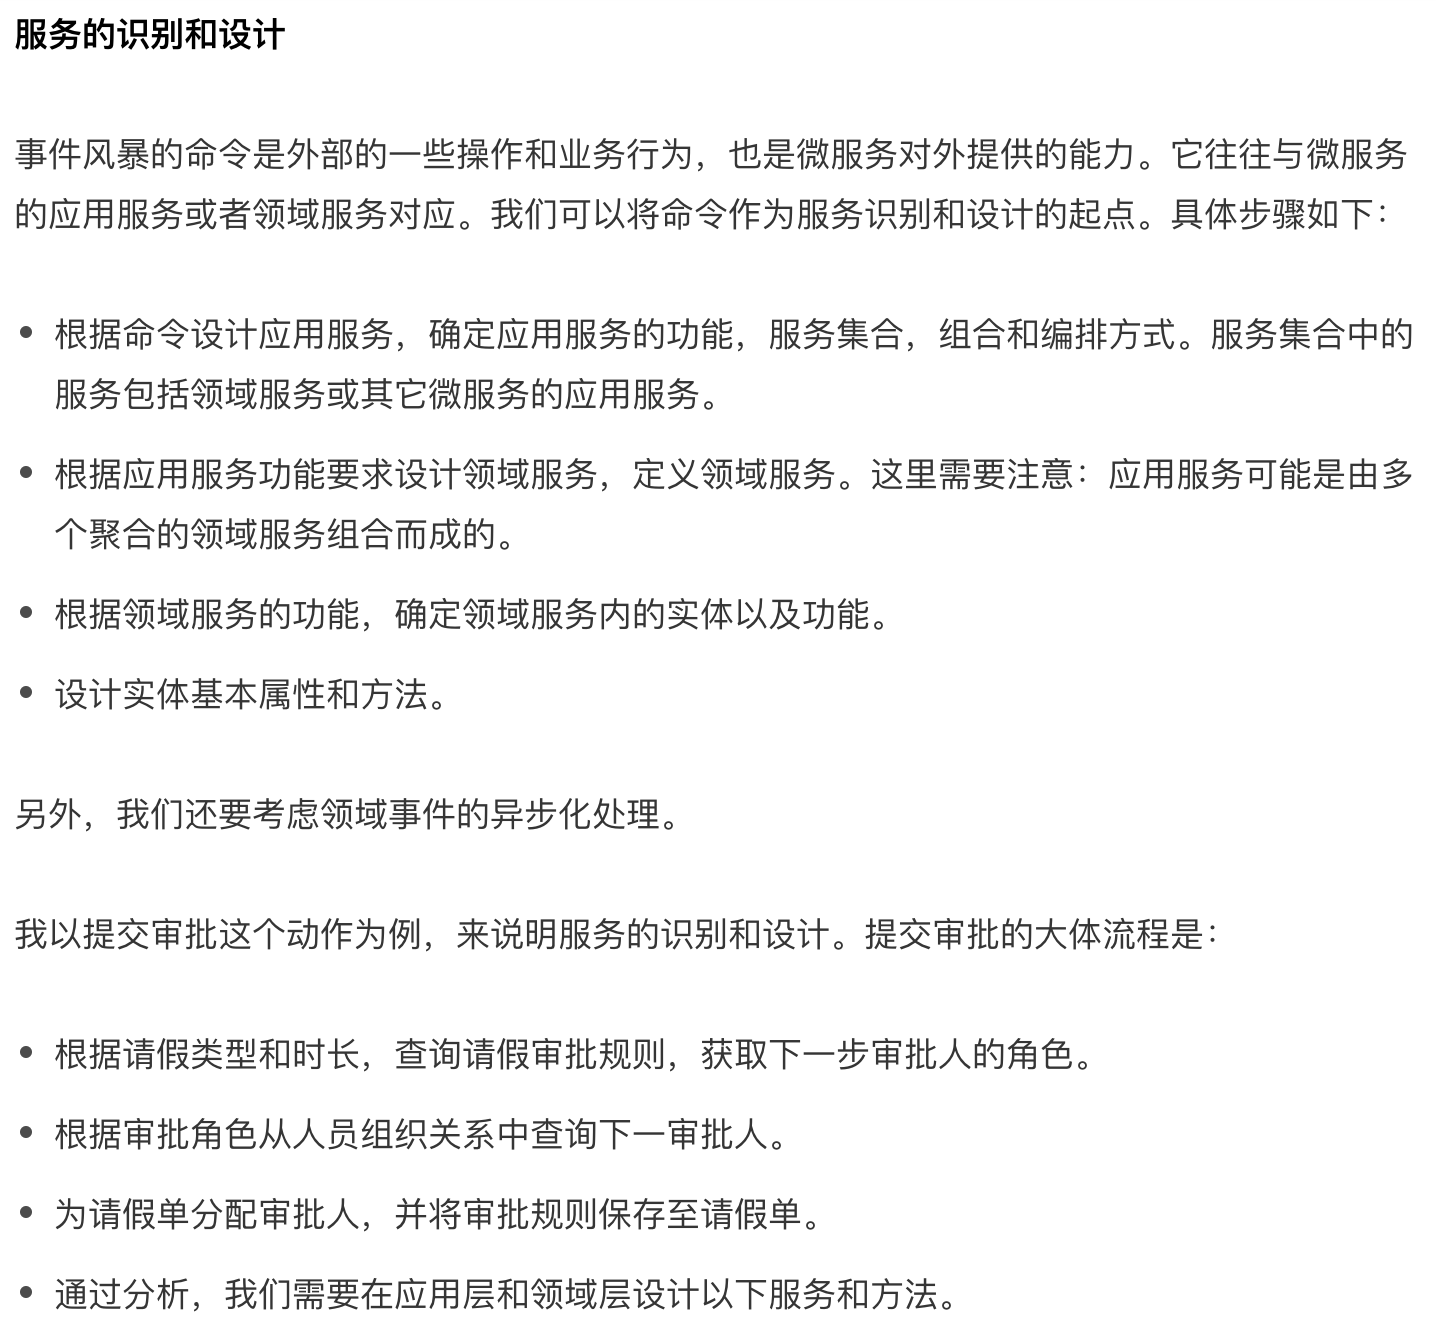 服务的识别和设计
事件风暴的命令是外部的一些操作和业务行为，也是微服务对外提供的能力。它往往与微服务
的应用服务或者领域服务对应。我们可以将命令作为服务识别和设计的起点。具体步骤如下：
• 根据命令设计应用服务，确定应用服务的功能，服务集合，组合和编排方式。服务集合中的
服务包括领域服务或其它微服务的应用服务。
• 根据应用服务功能要求设计领域服务，定义领域服务。这里需要注意：应用服务可能是由多
个聚合的领域服务组合而成的。
• 根据领域服务的功能，确定领域服务内的实体以及功能。
• 设计实体基本属性和方法。
另外，我们还要考虑领域事件的异步化处理。
我以提交审批这个动作为例，来说明服务的识别和设计。提交审批的大体流程是：
• 根据请假类型和时长，查询请假审批规则，获取下一步审批人的角色。
• 根据审批角色从人员组织关系中查询下一审批人。
• 为请假单分配审批人，并将审批规则保存至请假单。
• 通过分析，我们需要在应用层和领域层设计以下服务和方法。